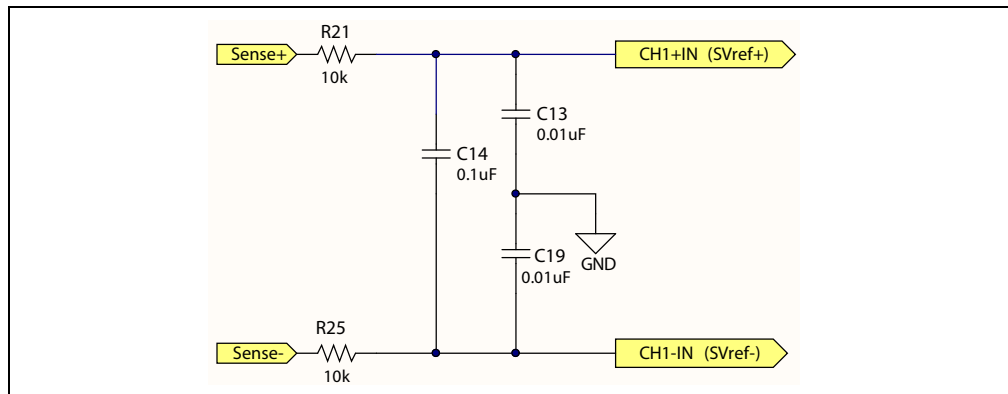 R21
Sense+
10k
CH1+IN (SVref+)
C13
0.01uF
C14
0.1uF
C19
0.01uF
GND
R25
Sense-
10k
CH1-IN (SVref-)